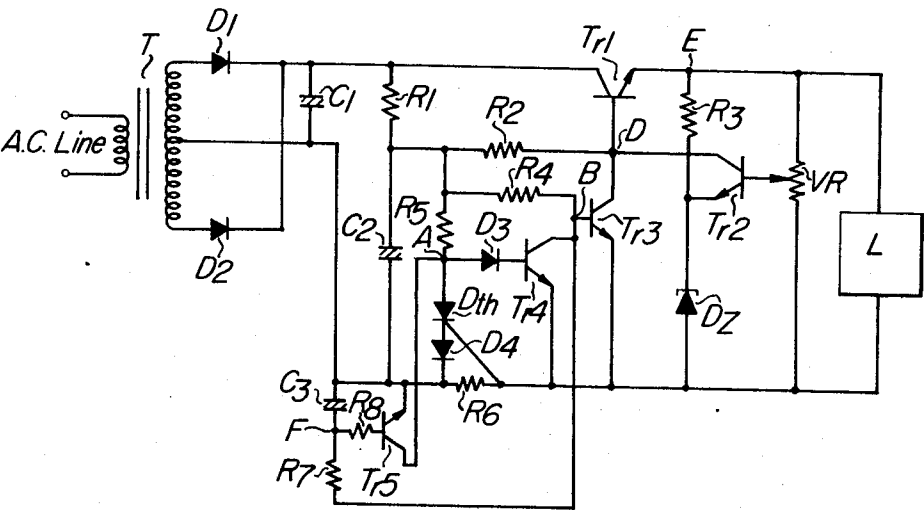 D1
T
C1
R1
Tr1
E
R2
D
R3
A.C. Line
R4
B
VR
R5
C2
A
D3
Tr3
Tr2
L
D2
Tr4
Dth
DZ
D4
C3
R8
R6
F
R7
Tr5